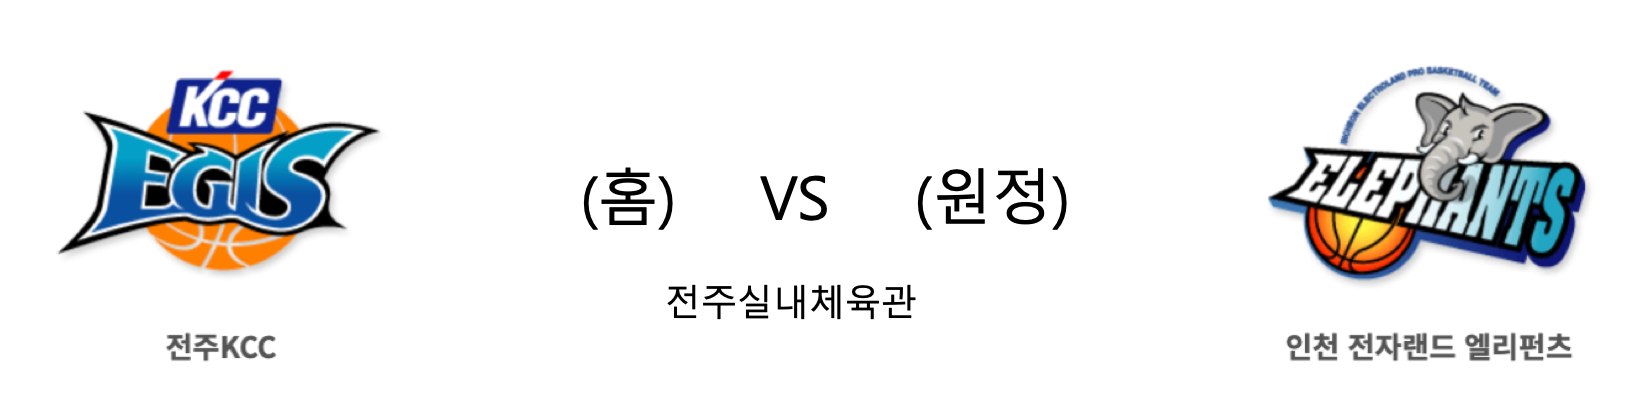 KCC
EGIS
전주KCC
(홈) VS (원정)
전주실내체육관
INCHEON ELECTROLAND PRO BASKETBALL TEAM
ELEPHANTS
인천 전자랜드 엘리펀츠